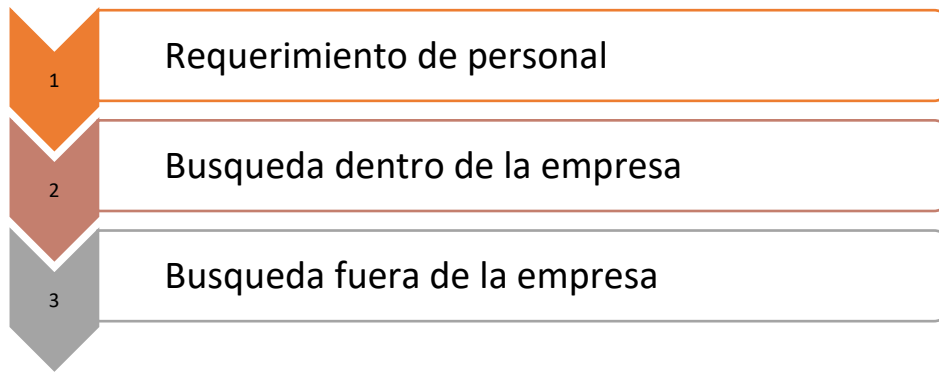 1
Requerimiento de personal
2
Busqueda dentro de la empresa
3
Busqueda fuera de la empresa